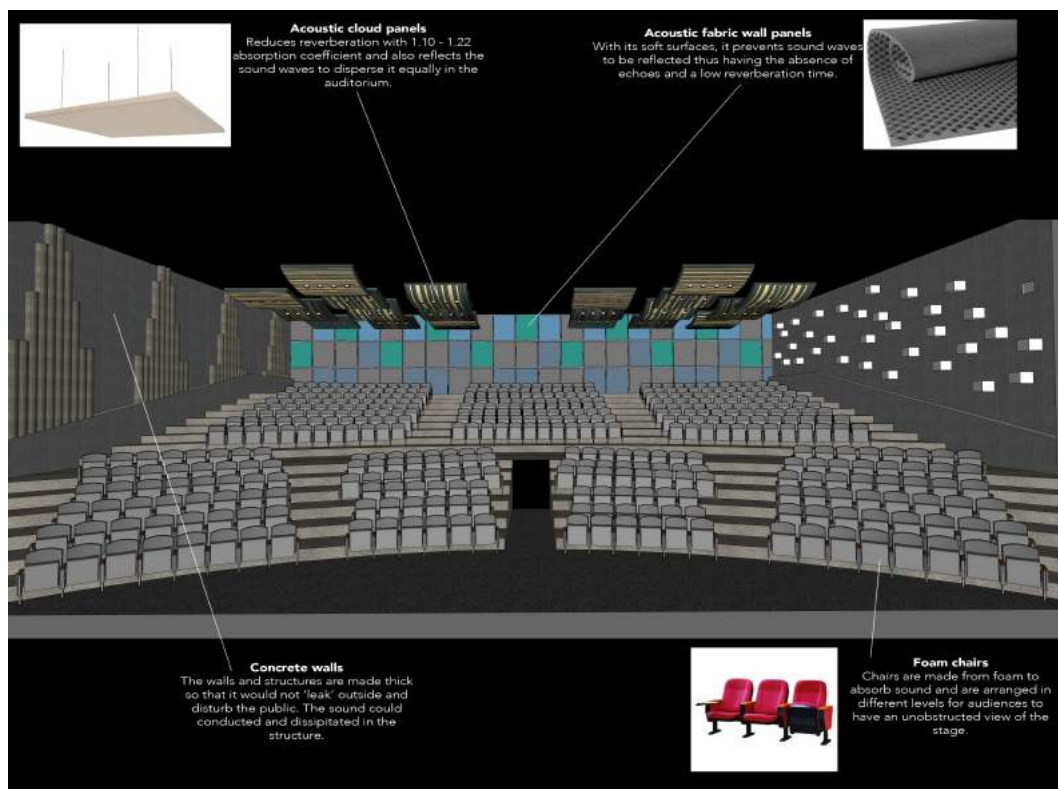 Acoustic cloud panels
Reduces reverberation with 1.10 - 1.22
absorption coefficient and also reflects the
sound waves to disperse it equally in the
auditorium.
Acoustic fabric wall panels
With its soft surfaces, it prevents sound waves
to be reflected thus having the absence of
echoes and a low reverberation time.
Concrete walls
The walls and structures are made thick
so that it would not 'leak' outside and
disturb the public. The sound could
conducted and dissipitated in the
structure.
Foam chairs
Chairs are made from foam to
absorb sound and are arranged in
different levels for audiences to
have an unobstructed view of the
stage.